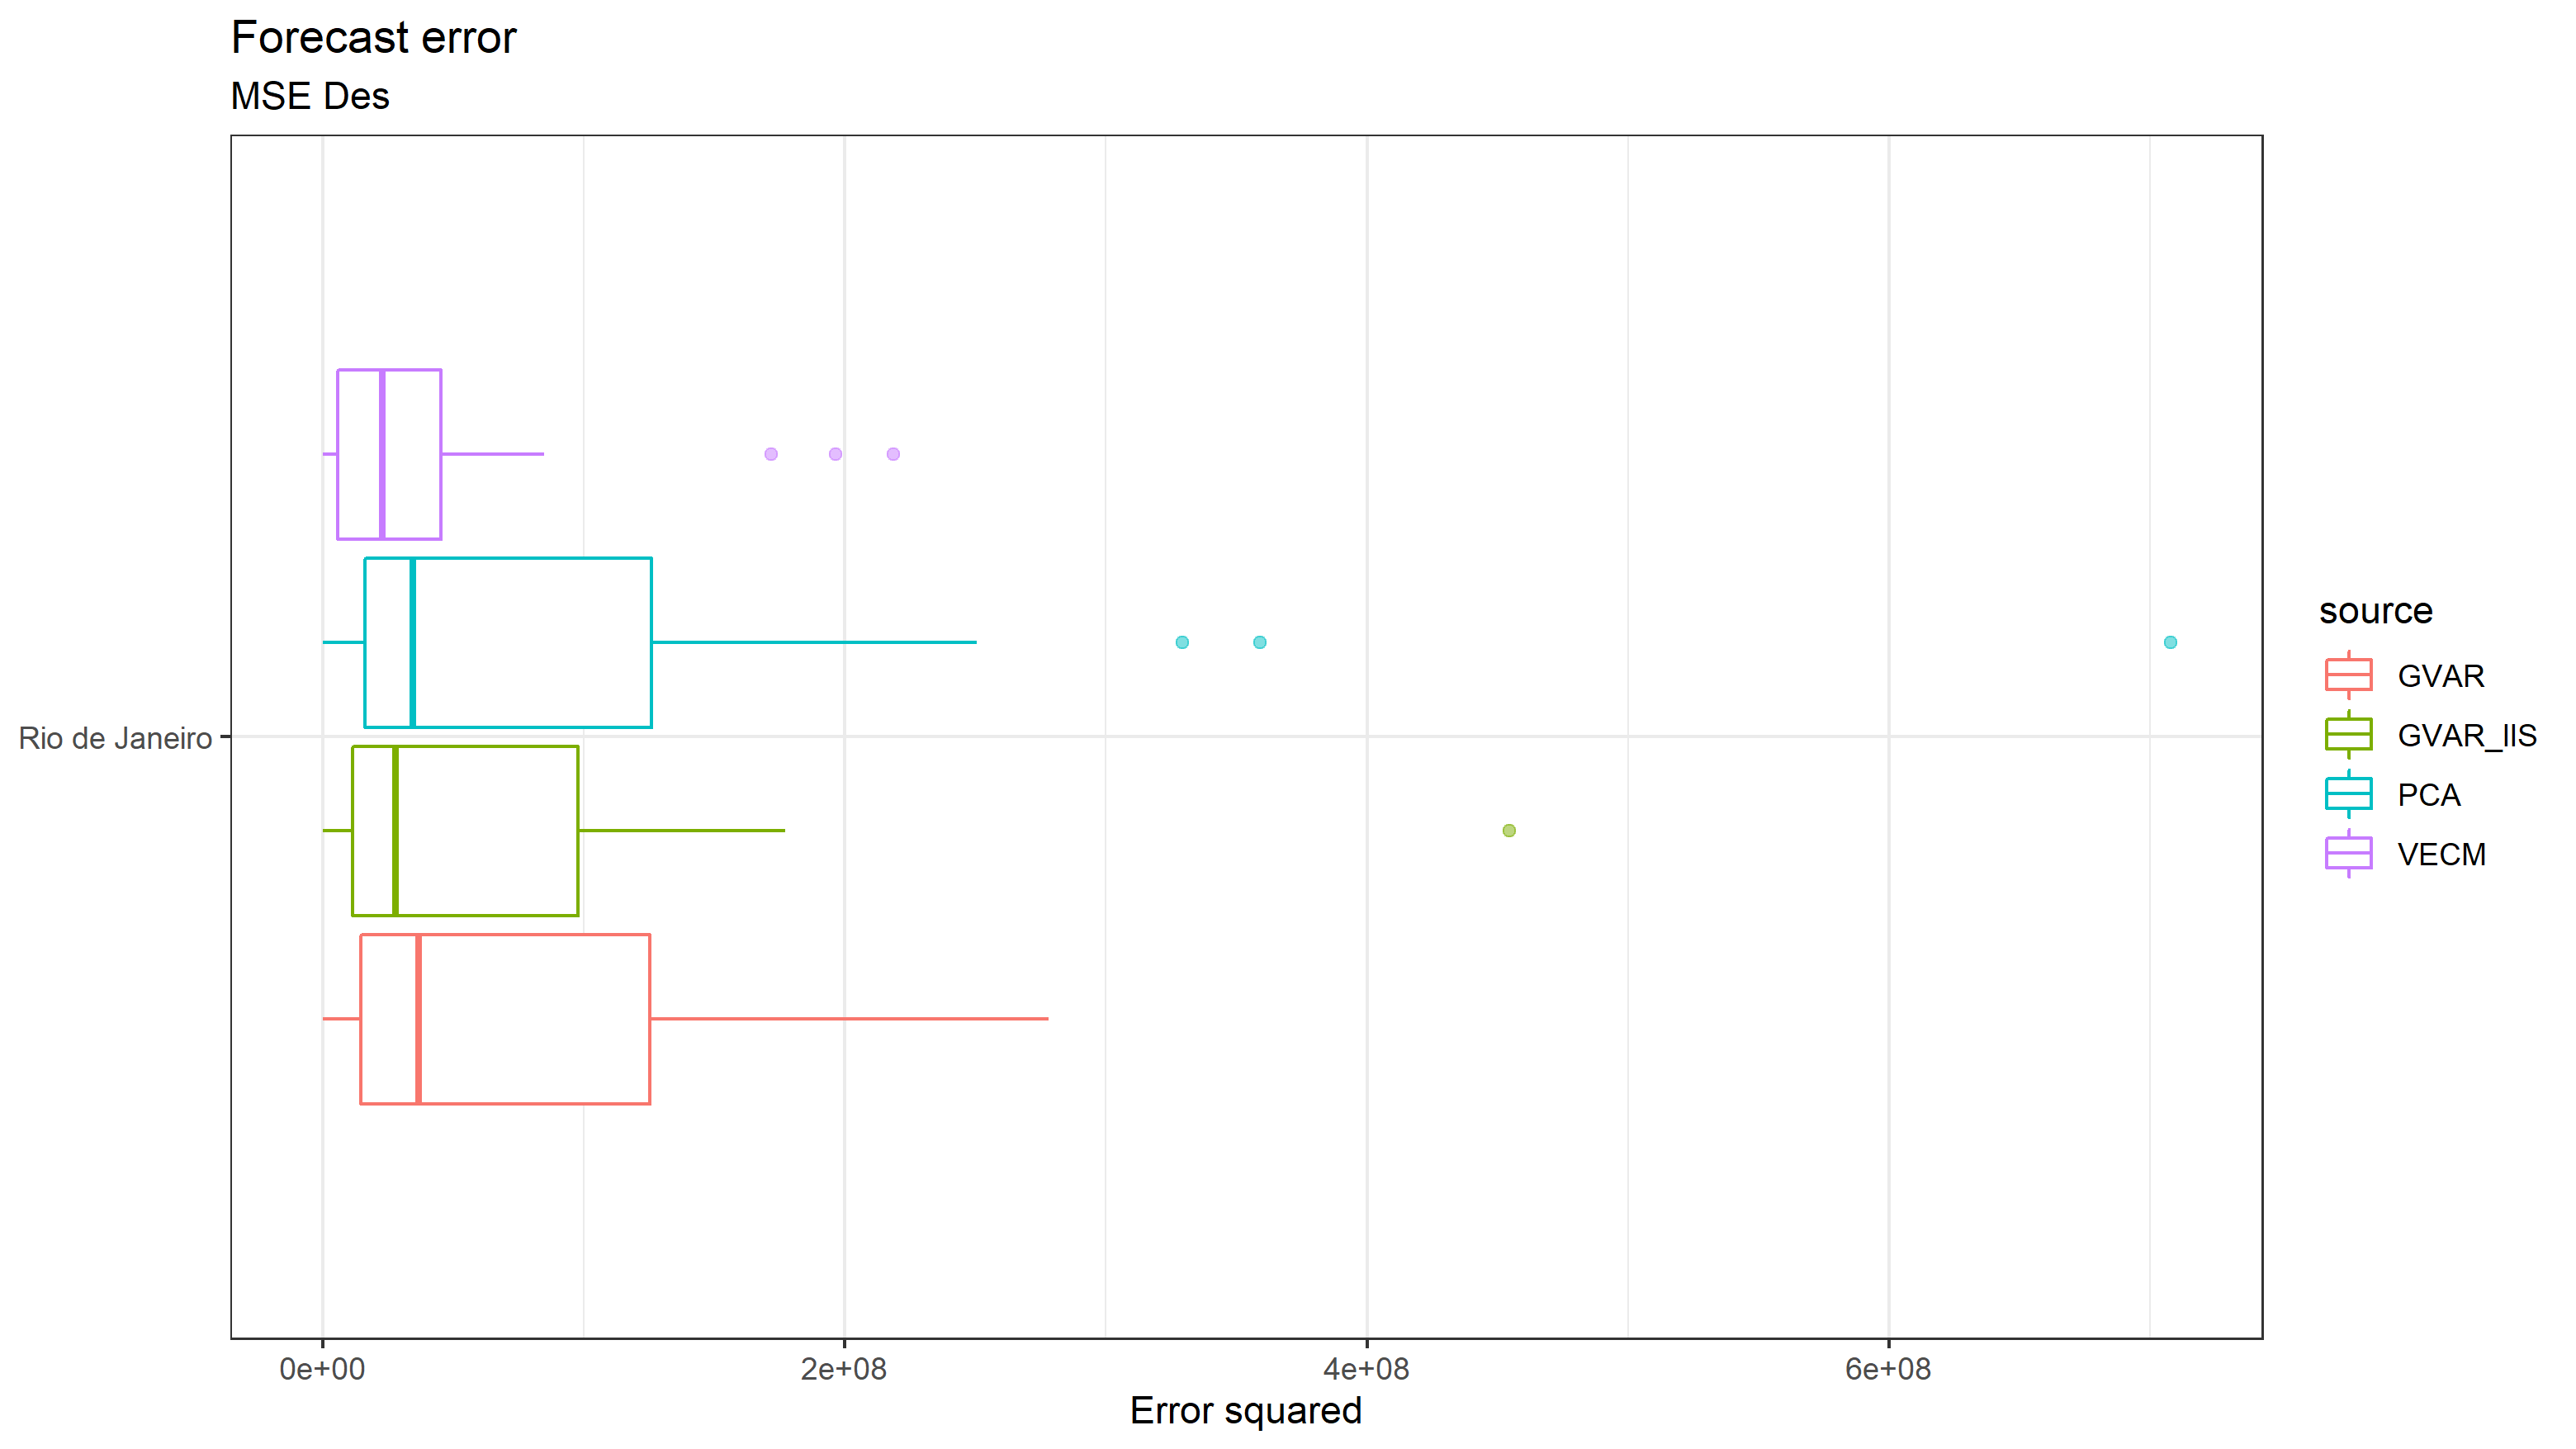 Forecast error
MSE Des
Rio de Janeiro
0e+00
2e+08
4e+08
6e+08
Error squared
source
GVAR
GVAR_IIS
PCA
VECM